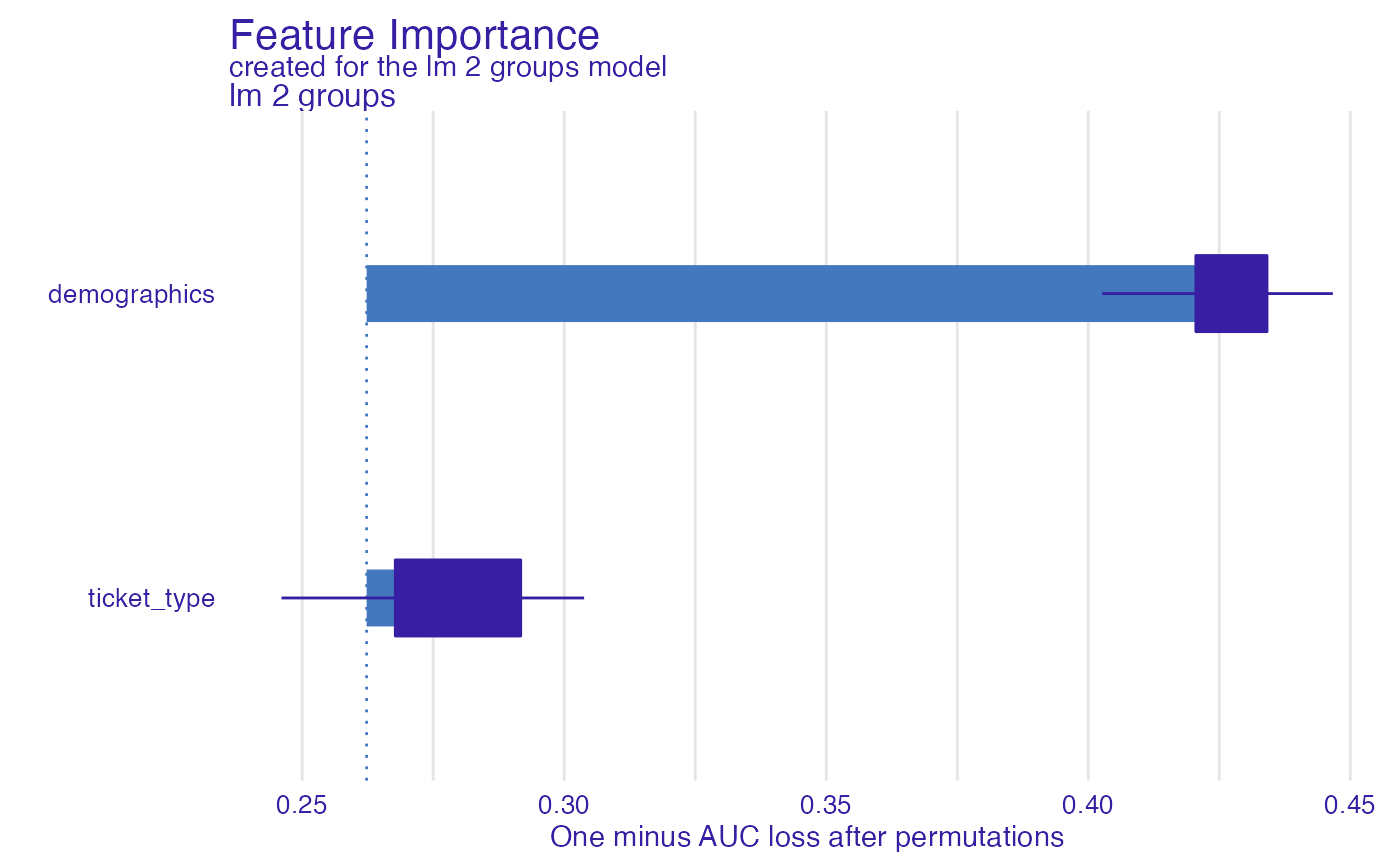 Feature Importance
created for the lm 2 groups model
lm 2 groups
demographics
ticket_type
0.25 0.30 0.35 0.40 0.45
One minus AUC loss after permutations